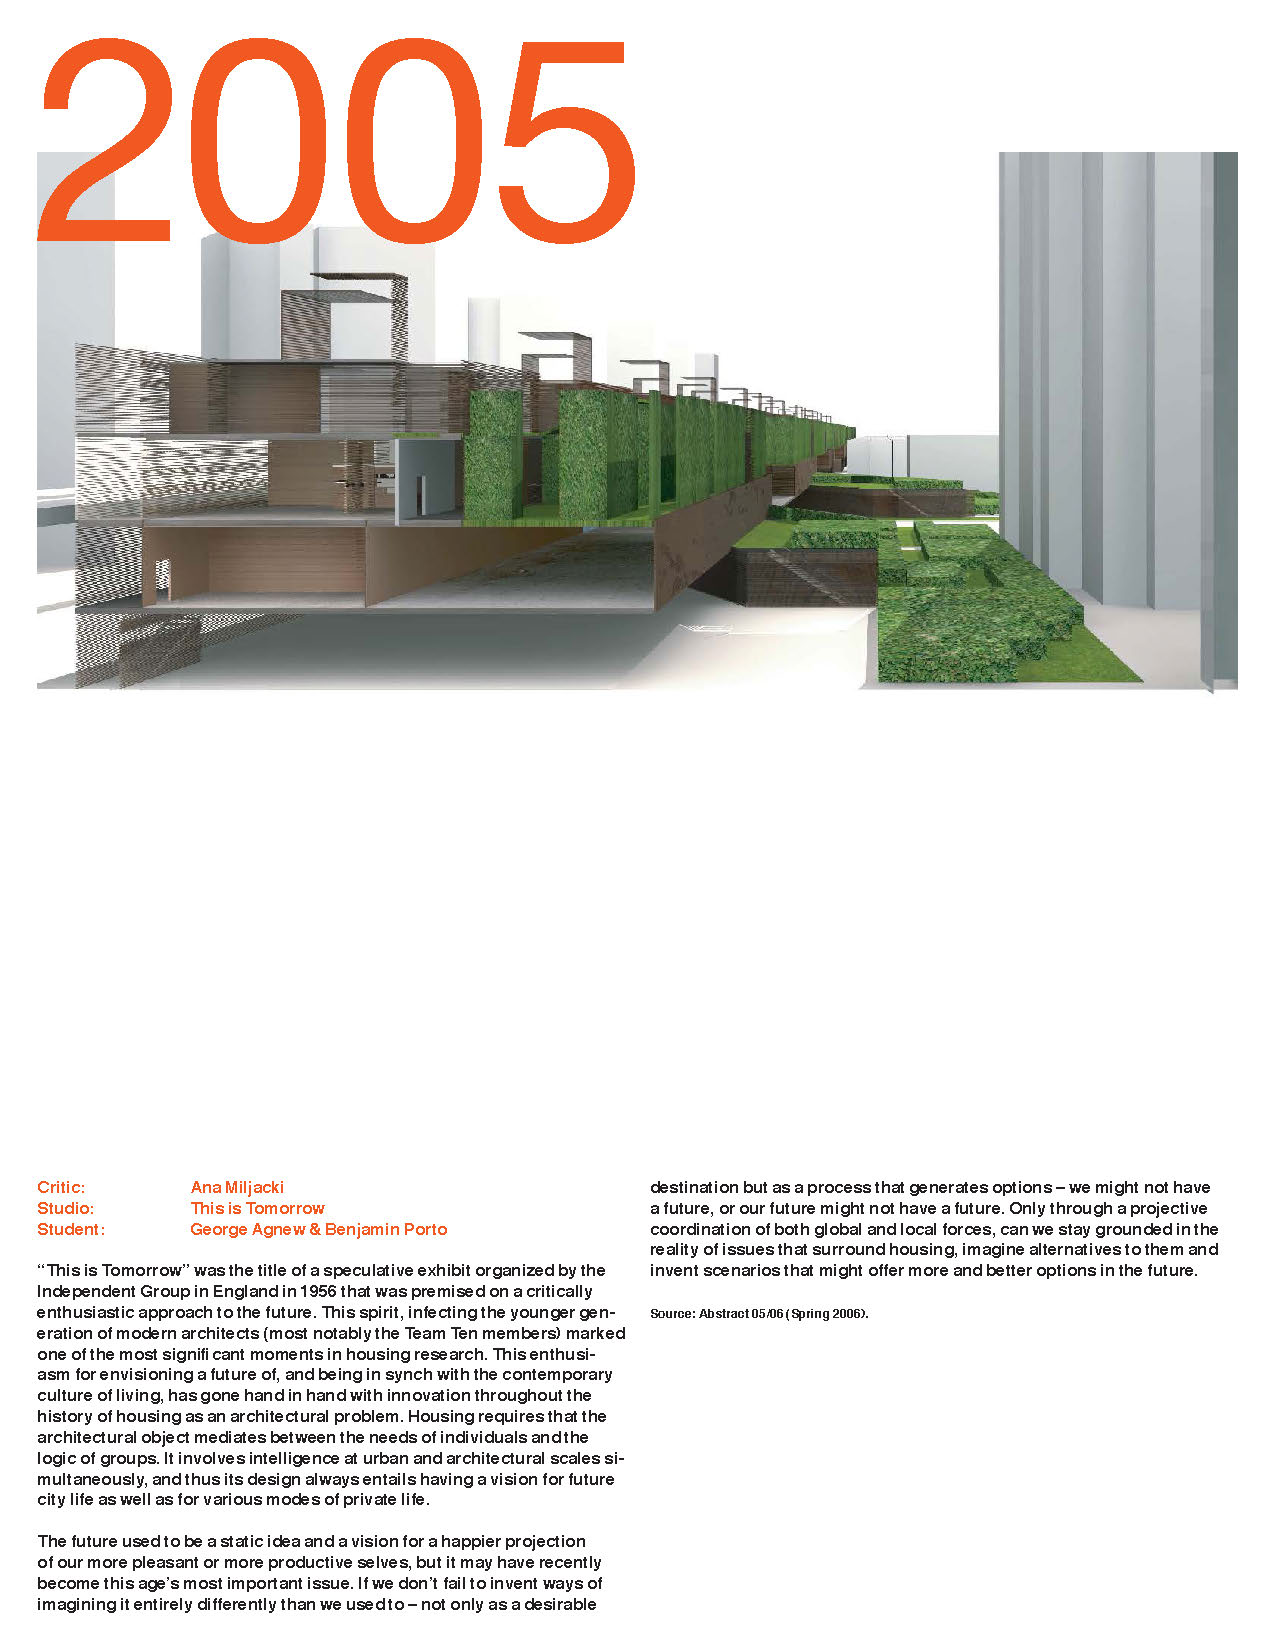 2005
Critic: Ana Miljacki
Studio: This is Tomorrow
Student: George Agnew & Benjamin Porto
“This is Tomorrow” was the title of a speculative exhibit organized by the
Independent Group in England in 1956 that was premised on a critically
enthusiastic approach to the future. This spirit, infecting the younger gen-
eration of modern architects (most notably the Team Ten members) marked
one of the most significant moments in housing research. This enthusi-
asm for envisioning a future of, and being in synch with the contemporary
culture of living, has gone hand in hand with innovation throughout the
history of housing as an architectural problem. Housing requires that the
architectural object mediates between the needs of individuals and the
logic of groups. It involves intelligence at urban and architectural scales si-
multaneously, and thus its design always entails having a vision for future
city life as well as for various modes of private life.
The future used to be a static idea and a vision for a happier projection
of our more pleasant or more productive selves, but it may have recently
become this age’s most important issue. If we don’t fail to invent ways of
imagining it entirely differently than we used to – not only as a desirable
destination but as a process that generates options – we might not have
a future, or our future might not have a future. Only through a projective
coordination of both global and local forces, can we stay grounded in the
reality of issues that surround housing, imagine alternatives to them and
invent scenarios that might offer more and better options in the future.
Source: Abstract 05/06 (Spring 2006).